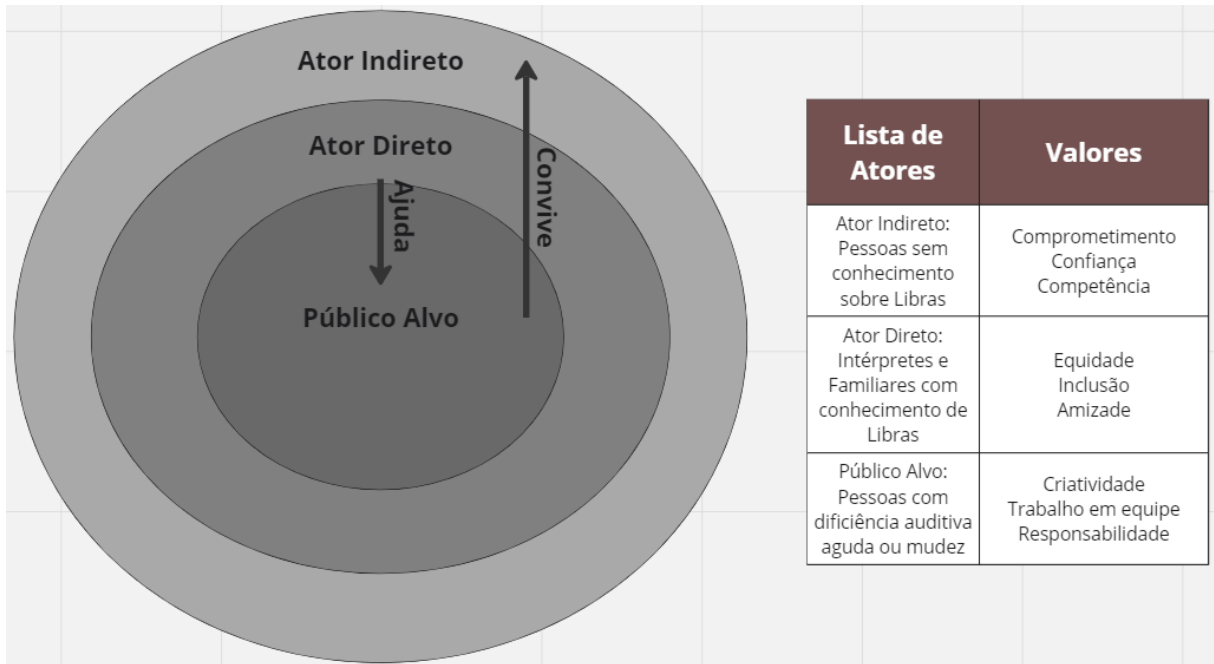 Ator Indireto
Ator Direto
Ajuda
Convive
Público Alvo
Lista de
Atores
Valores
Ator Indireto:
Pessoas sem
conhecimento
sobre Libras
Comprometimento
Confiança
Competência
Ator Direto:
Intérpretes e
Familiares com
conhecimento de
Libras
Equidade
Inclusão
Amizade
Público Alvo:
Pessoas com
dificiência auditiva
aguda ou mudez
Criatividade
Trabalho em equipe
Responsabilidade